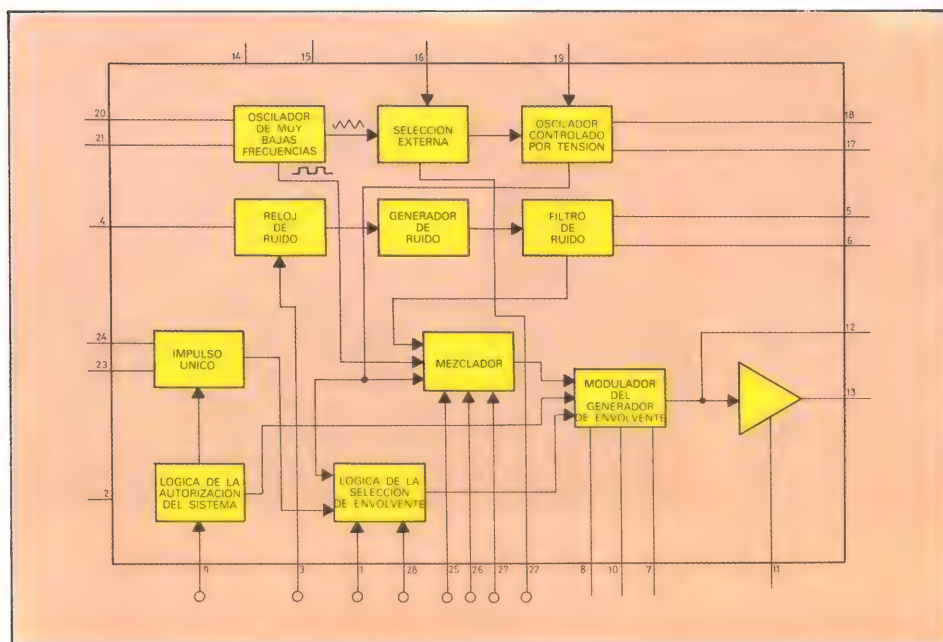 14
15
16
19
20
21
OSCILADOR
DE MUY
BAJAS
FRECUENCIAS
SELECCION
EXTERNA
OSCILADOR
CONTROLADO
POR TENSION
18
17
4
RELOJ
DE
RUIDO
GENERADOR
DE
RUIDO
FILTRO
DE
RUIDO
5
6
24
23
IMPULSO
UNICO
MEZCLADOR
MODULADOR
DEL
GENERADOR
DE ENVOLVENTE
12
13
2
LOGICA DE LA
AUTORIZACION
DEL SISTEMA
LOGICA DE LA
SELECCION
DE ENVOLVENTE
9
3
1
28
25
26
27
22
8
10
7
11